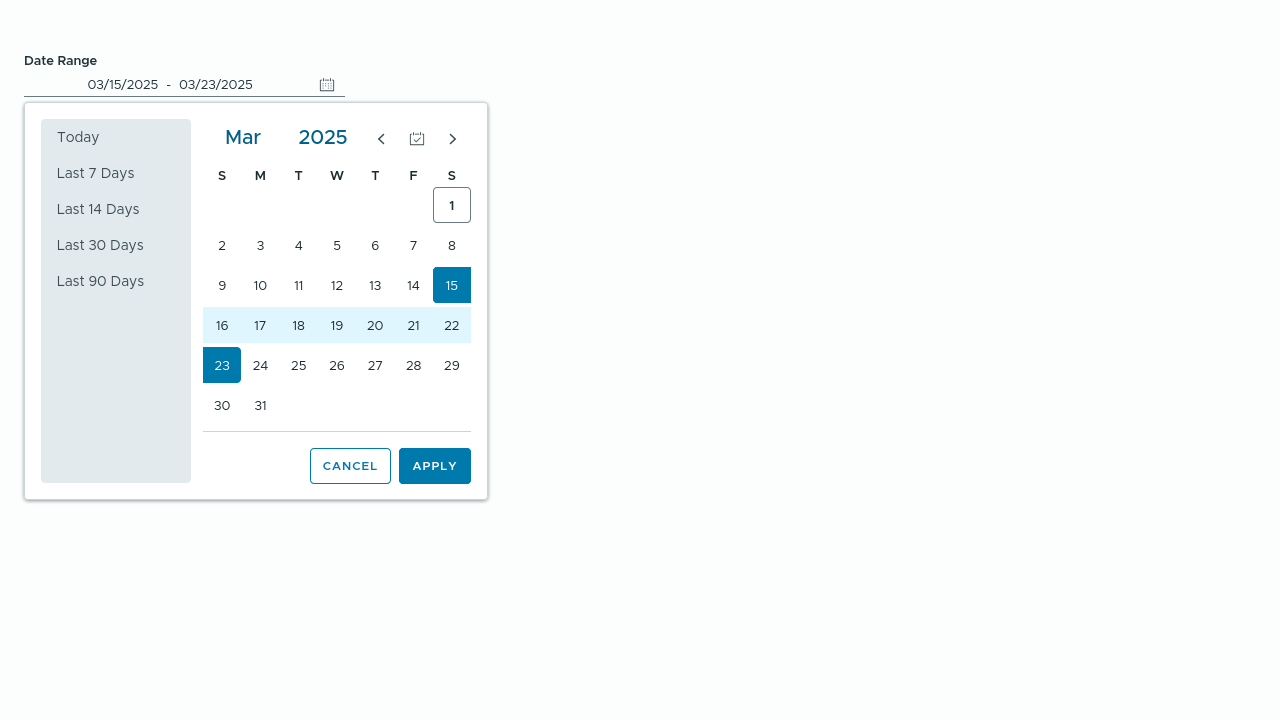 Date Range
03/15/2025 - 03/23/2025
Today
Last 7 Days
Last 14 Days
Last 30 Days
Last 90 Days
Mar 2025
S M T W T F S
1
2 3 4 5 6 7 8
9 10 11 12 13 14 15
16 17 18 19 20 21 22
23 24 25 26 27 28 29
30 31
CANCEL APPLY